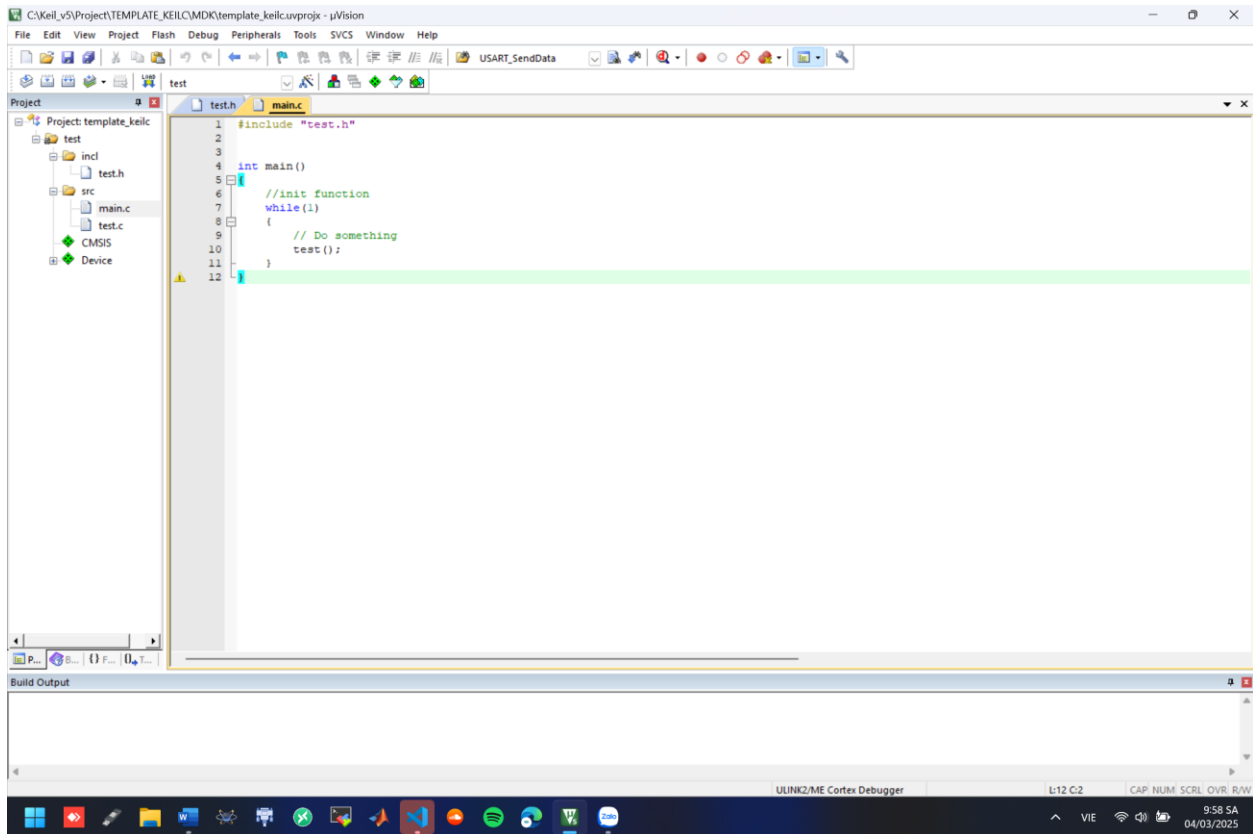 C:\Keil_v5\Project\TEMPLATE_KEILC\MDK\template_keilc.uvprojx - µVision
File Edit View Project Flash Debug Peripherals Tools SVCS Window Help
USART_SendData
LOAD test
Project
test.h main.c
Project: template_keilc
test
incl
test.h
src
main.c
test.c
CMSIS
Device
1 #include "test.h"
2
3
4 int main()
5 {
6 //init function
7 while(1)
8 {
9 // Do something
10 test();
11 }
12 }
P... B... {} F... 0 T...
Build Output
ULINK2/ME Cortex Debugger L:12 C:2 CAP NUM SCRL OVR R/W
Zalo
VIE
9:58 SA
04/03/2025